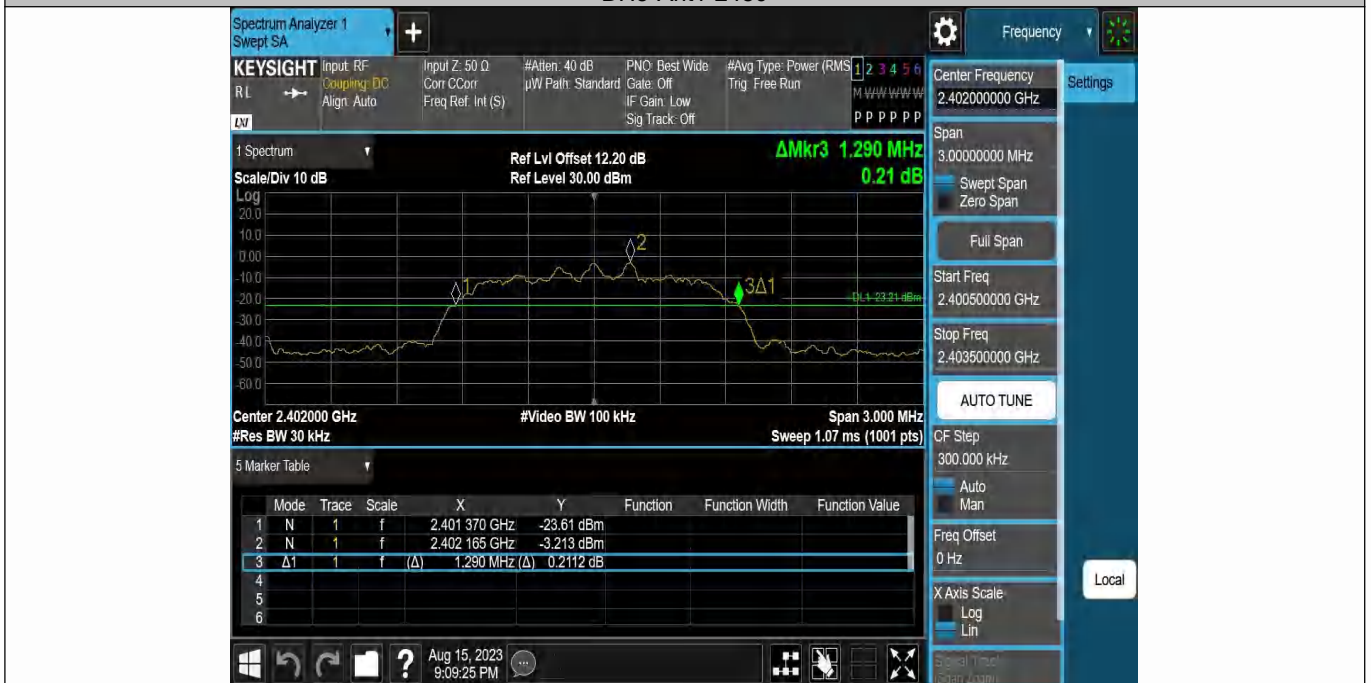 Spectrum Analyzer 1
Swept SA
+
Frequency
KEYSIGHT
RL
LXI
Input: RF
Coupling: DC
Align: Auto
Input Z: 50 Ω
Corr CCorr
Freq Ref: Int (S)
#Atten: 40 dB
µW Path: Standard
PNO: Best Wide
Gate: Off
IF Gain: Low
Sig Track: Off
#Avg Type: Power (RMS
Trig: Free Run
1 2 3 4 5 6
M W W W W W
P P P P P P
1 Spectrum
Scale/Div 10 dB
Ref Lvl Offset 12.20 dB
Ref Level 30.00 dBm
ΔMkr3 1.290 MHz
0.21 dB
Log
20.0
10.0
0.00
-10.0
-20.0
-30.0
-40.0
-50.0
-60.0
1
2
3Δ1
DL1 -23.21 dBm
Center 2.402000 GHz
#Video BW 100 kHz
Span 3.000 MHz
#Res BW 30 kHz
Sweep 1.07 ms (1001 pts)
5 Marker Table
Mode Trace Scale X Y Function Function Width Function Value
1 N 1 f 2.401 370 GHz -23.61 dBm
2 N 1 f 2.402 165 GHz -3.213 dBm
3 Δ1 1 f (Δ) 1.290 MHz (Δ) 0.2112 dB
4
5
6
Aug 15, 2023
9:09:25 PM
Center Frequency
2.402000000 GHz
Settings
Span
3.00000000 MHz
Swept Span
Zero Span
Full Span
Start Freq
2.400500000 GHz
Stop Freq
2.403500000 GHz
AUTO TUNE
CF Step
300.000 kHz
Auto
Man
Freq Offset
0 Hz
Local
X Axis Scale
Log
Lin
Signal Track
(Span Zoom)